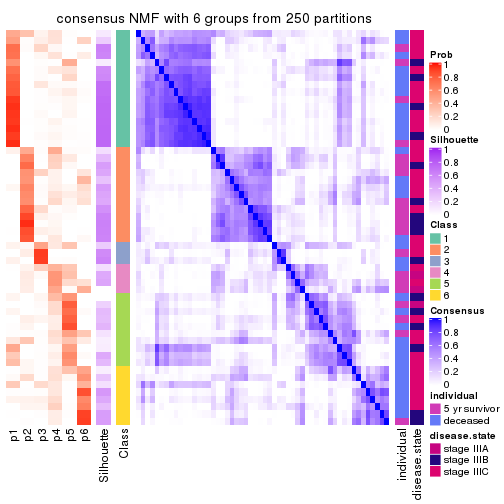 consensus NMF with 6 groups from 250 partitions
p1
p2
p3
p4
p5
p6
Silhouette
Class
individual
disease.state
Prob
1
0.8
0.6
0.4
0.2
0
Silhouette
1
0.8
0.6
0.4
0.2
0
Class
1
2
3
4
5
6
Consensus
1
0.8
0.6
0.4
0.2
0
individual
5 yr survivor
deceased
disease.state
stage IIIA
stage IIIB
stage IIIC